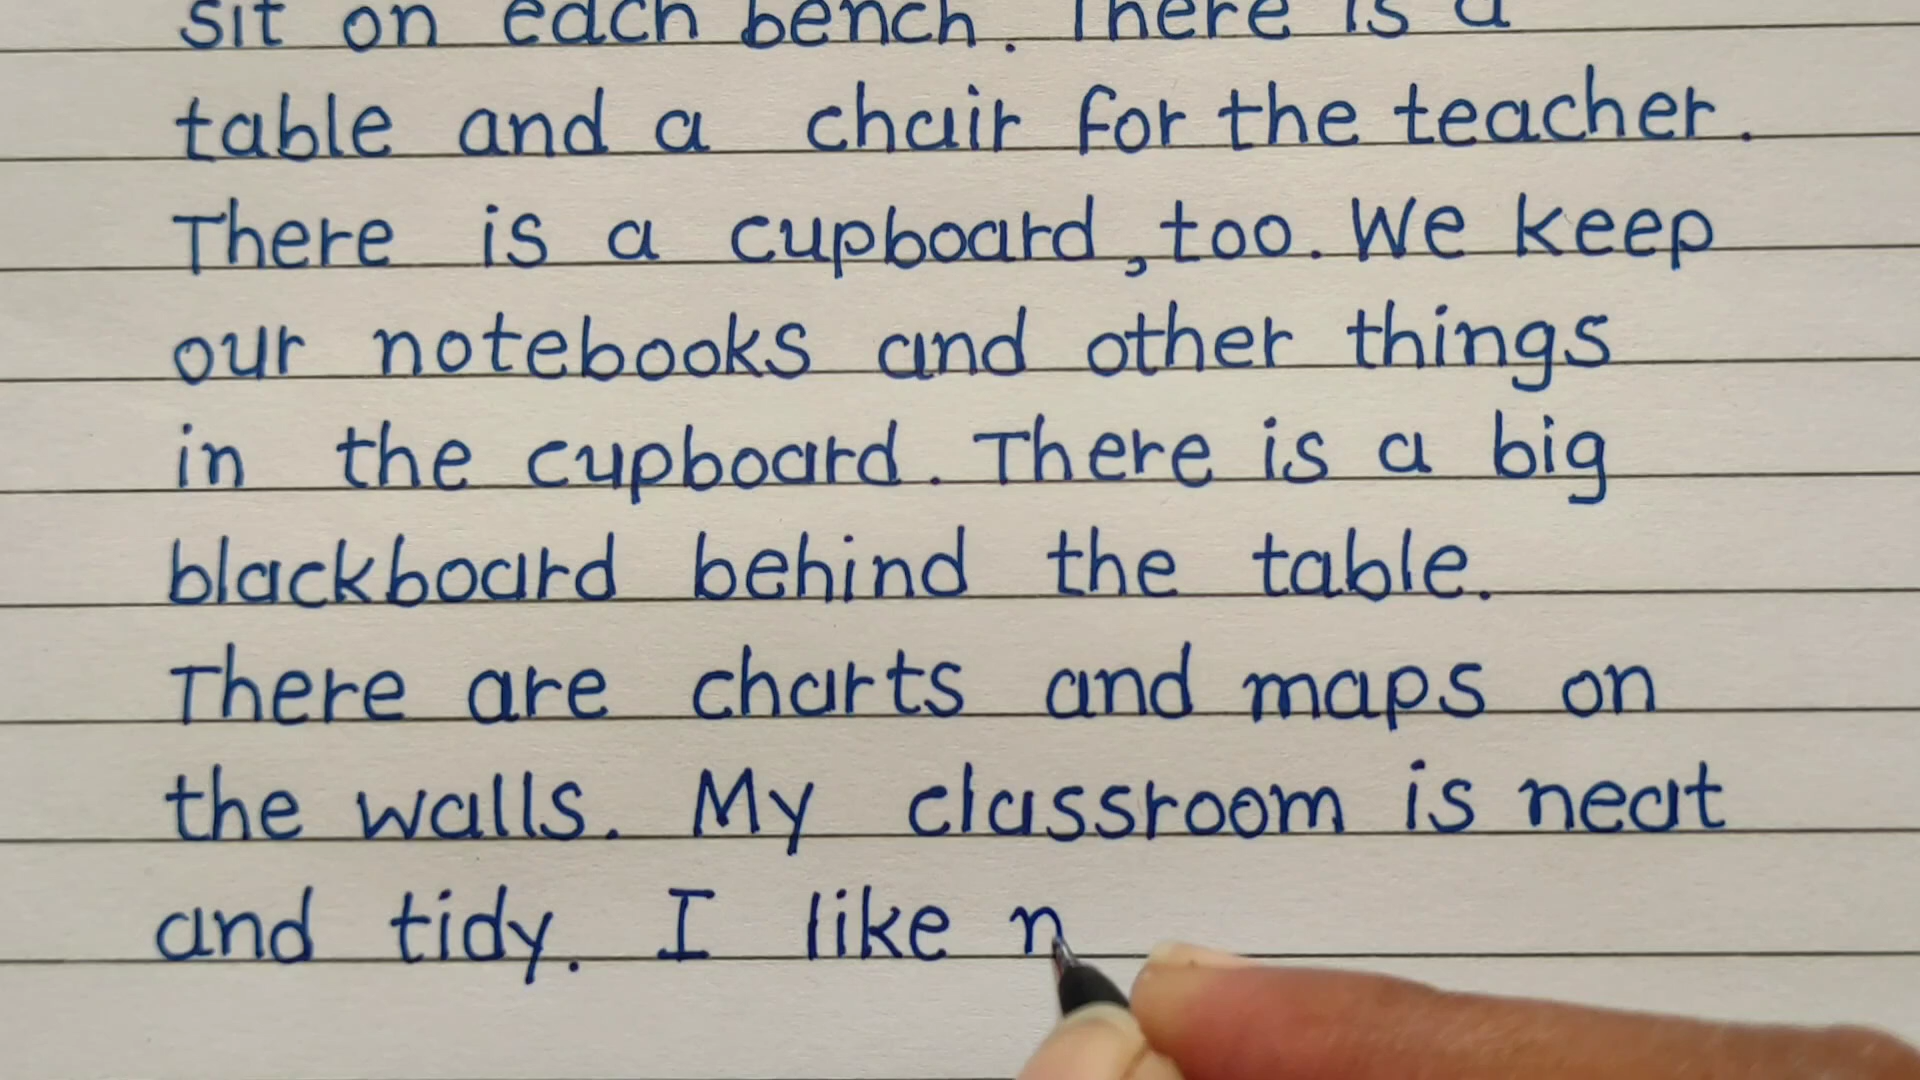 sit on each bench. There is a
table and a chair for the teacher.
There is a cupboard, too. We keep
our notebooks and other things
in the cupboard. There is a big
blackboard behind the table.
There are charts and maps on
the walls. My classroom is neat
and tidy. I like